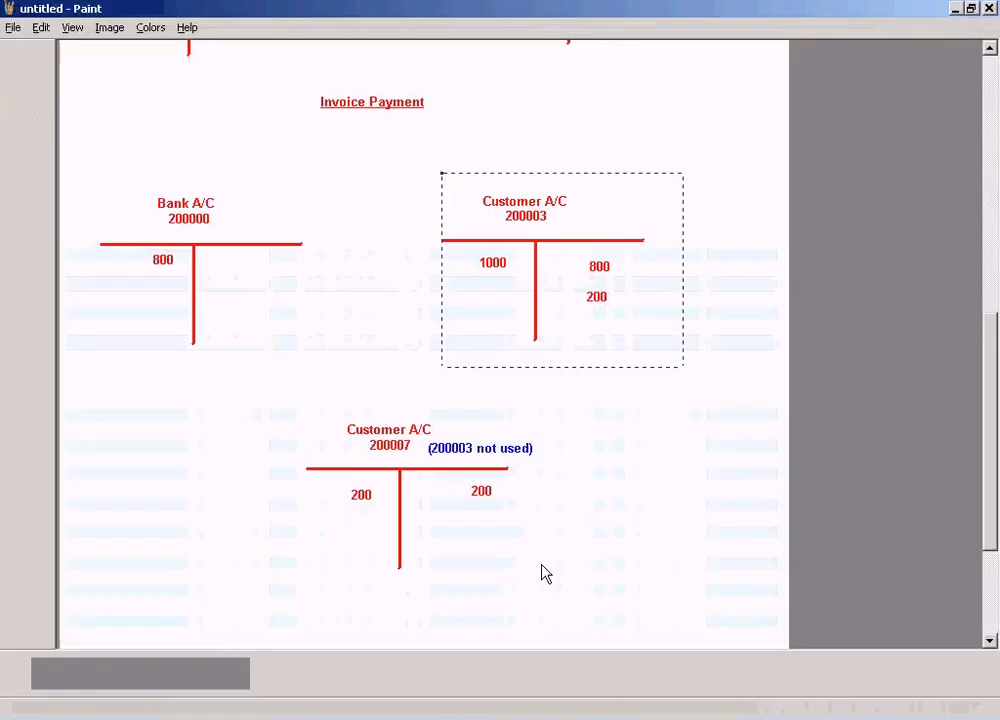 untitled - Paint
File Edit View Image Colors Help
Invoice Payment
Bank A/C
200000
800
Customer A/C
200003
1000
800
200
Customer A/C
200007
(200003 not used)
200
200